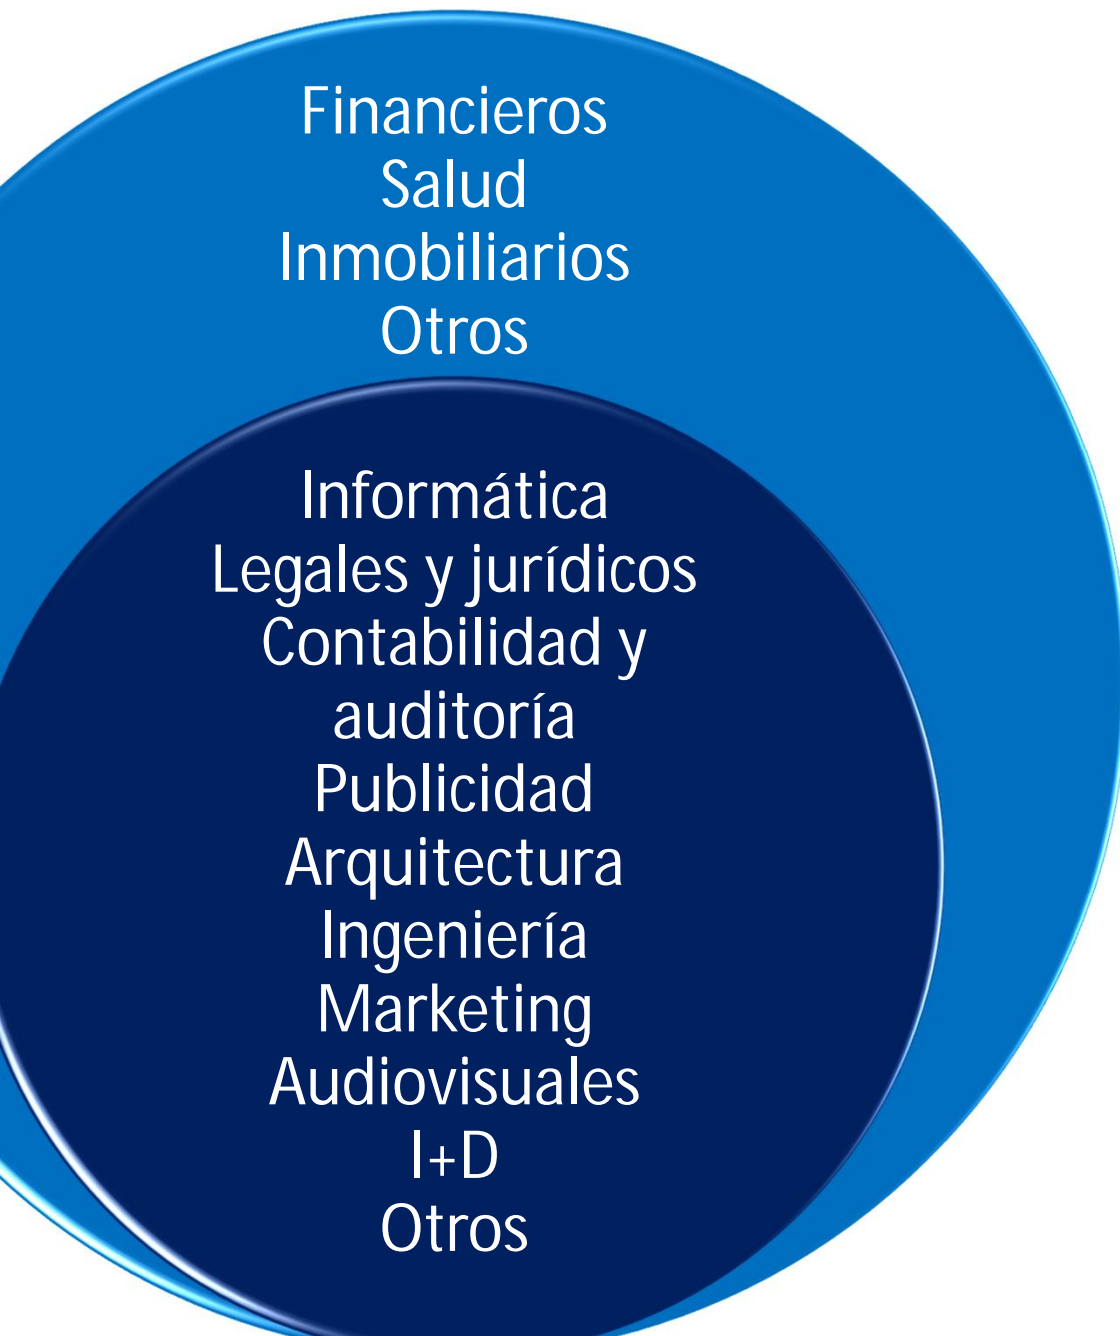 Financieros
Salud
Inmobiliarios
Otros
Informática
Legales y jurídicos
Contabilidad y
auditoría
Publicidad
Arquitectura
Ingeniería
Marketing
Audiovisuales
I+D
Otros